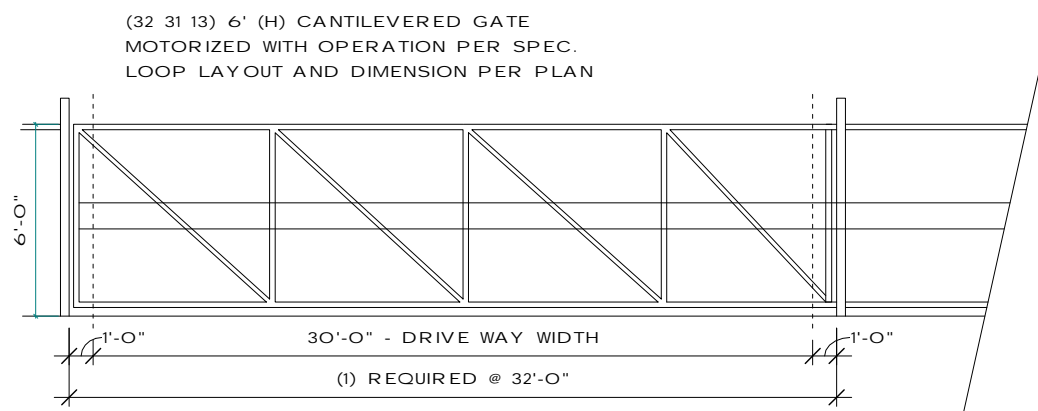 (32 31 13) 6' (H) CANTILEVERED GATE
MOTORIZED WITH OPERATION PER SPEC.
LOOP LAYOUT AND DIMENSION PER PLAN
6'-0"
1'-0"
30'-0" - DRIVE WAY WIDTH
1'-0"
(1) REQUIRED @ 32'-0"